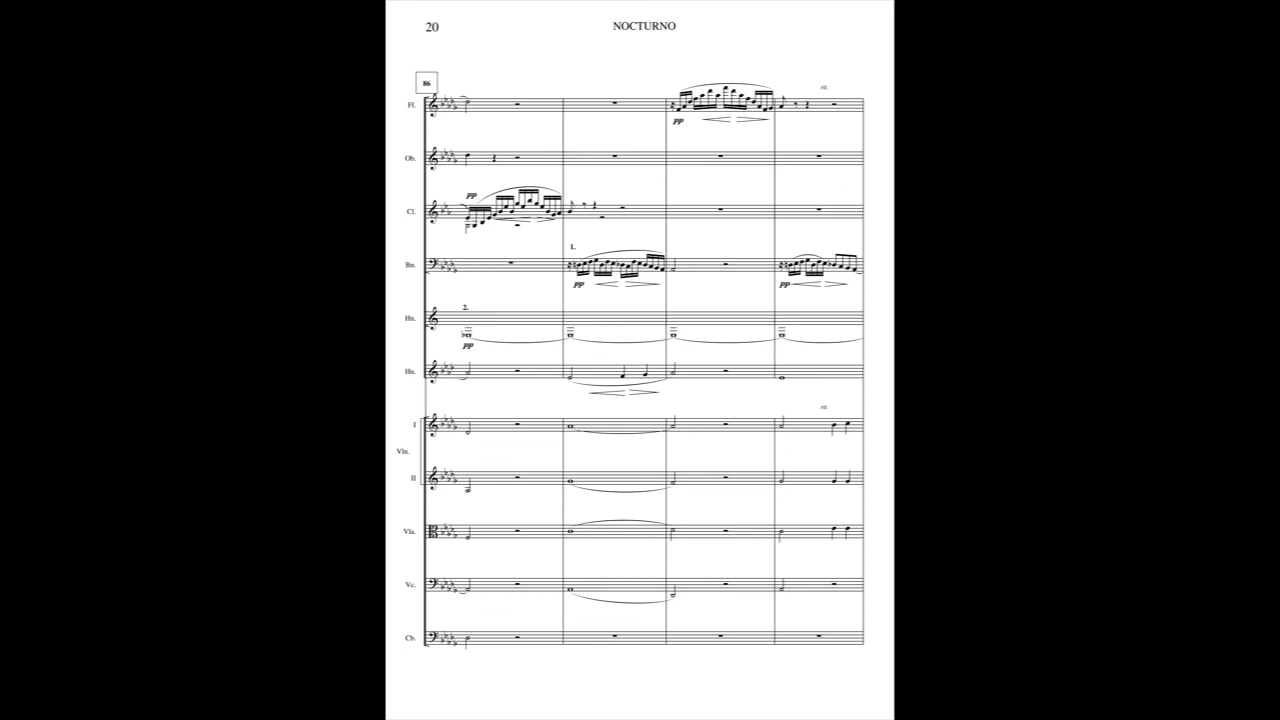 20
NOCTURNO
86
rit.
Fl.
pp
Ob.
pp
Cl.
1.
Bn.
pp
pp
2.
Hn.
pp
Hn.
rit.
I
Vln.
II
Vla.
Vc.
Cb.